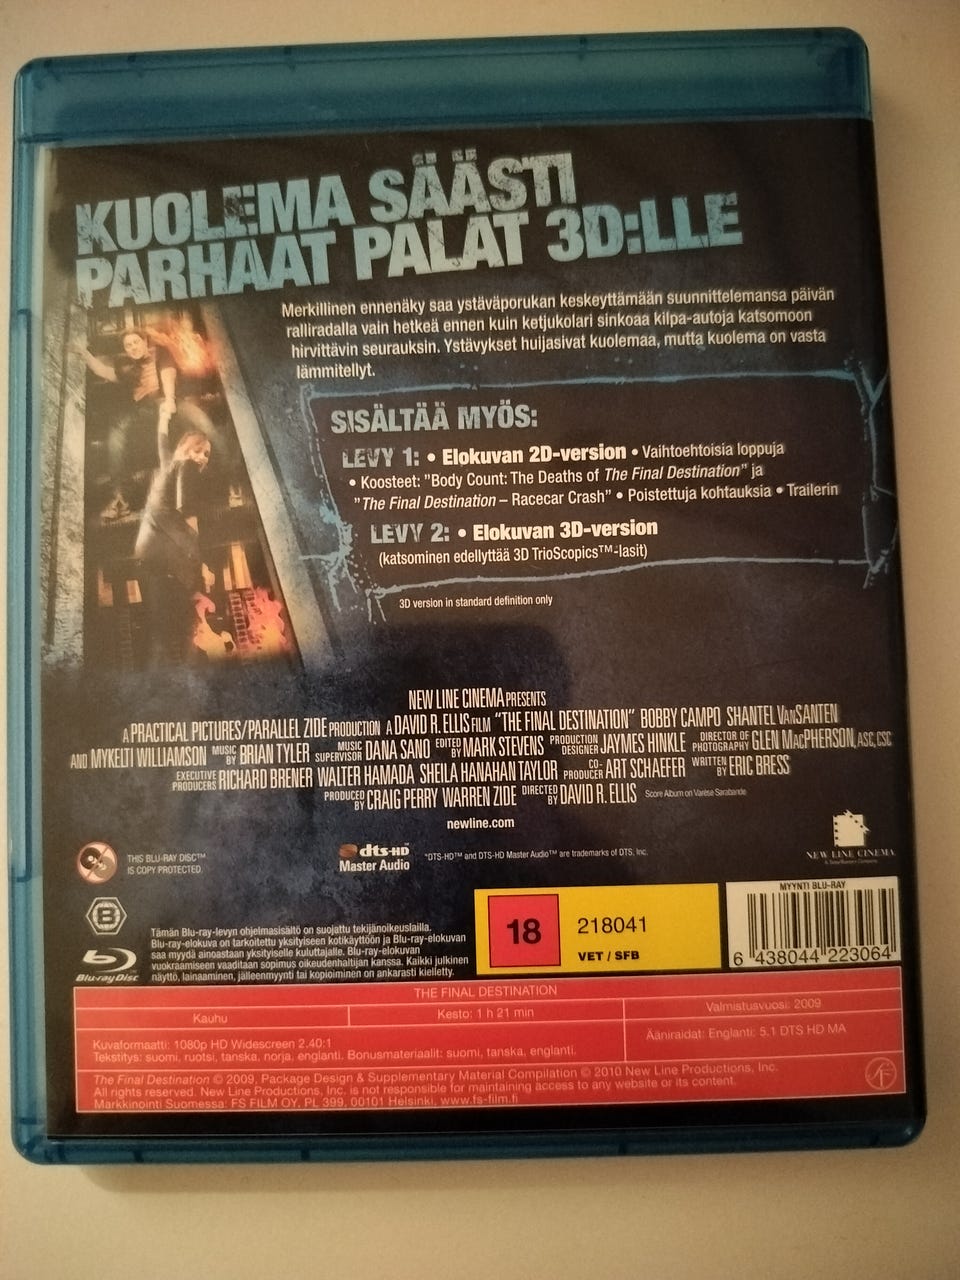 KUOLEMA SÄÄSTI
PARHAAT PALAT 3D:LLE
Merkillinen ennenäky saa ystäväporukan keskeyttämään suunnittelemansa päivän
ralliradalla vain hetkeä ennen kuin ketjukolari sinkoaa kilpa-autoja katsomoon
hirvittävin seurauksin. Ystävykset huijasivat kuolemaa, mutta kuolema on vasta
lämmitellyt.
SISÄLTÄÄ MYÖS:
LEVY 1: • Elokuvan 2D-version • Vaihtoehtoisia loppuja
• Koosteet: "Body Count: The Deaths of The Final Destination" ja
"The Final Destination – Racecar Crash" • Poistettuja kohtauksia • Trailerin
LEVY 2: • Elokuvan 3D-version
(katsominen edellyttää 3D TrioScopics™-lasit)
3D version in standard definition only
NEW LINE CINEMA PRESENTS
A PRACTICAL PICTURES/PARALLEL ZIDE PRODUCTION A DAVID R. ELLIS FILM "THE FINAL DESTINATION" BOBBY CAMPO SHANTEL VANSANTEN
AND MYKELTI WILLIAMSON MUSIC BY BRIAN TYLER MUSIC SUPERVISOR DANA SANO EDITED BY MARK STEVENS PRODUCTION DESIGNER JAYMES HINKLE DIRECTOR OF PHOTOGRAPHY GLEN MACPHERSON, ASC, CSC
EXECUTIVE PRODUCERS RICHARD BRENER WALTER HAMADA SHEILA HANAHAN TAYLOR CO-PRODUCER ART SCHAEFER WRITTEN BY ERIC BRESS
PRODUCED BY CRAIG PERRY WARREN ZIDE DIRECTED BY DAVID R. ELLIS Score Album on Varèse Sarabande
newline.com
THIS BLU-RAY DISC™
IS COPY PROTECTED
dts-HD
Master Audio
"DTS-HD™ and DTS-HD Master Audio™ are trademarks of DTS, Inc.
NEW LINE CINEMA
A Time Warner Company
B
Blu-ray Disc
Tämän Blu-ray-levyn ohjelmasisältö on suojattu tekijänoikeuslailla.
Blu-ray-elokuva on tarkoitettu yksityiseen kotikäyttöön ja Blu-ray-elokuvan
saa myydä ainoastaan yksityiselle kuluttajalle. Blu-ray-elokuvan
vuokraamiseen vaaditaan sopimus oikeudenhaltijan kanssa. Kaikki julkinen
näyttö, lainaaminen, jälleenmyynti tai kopioiminen on ankarasti kielletty.
18
218041
VET / SFB
MYYNTI BLU-RAY
6 438044 223064
THE FINAL DESTINATION
Kauhu
Kesto: 1 h 21 min
Valmistusvuosi: 2009
Kuvaformaatti: 1080p HD Widescreen 2.40:1
Tekstitys: suomi, ruotsi, tanska, norja, englanti. Bonusmateriaalit: suomi, tanska, englanti.
Ääniraidat: Englanti: 5.1 DTS HD MA
The Final Destination © 2009, Package Design & Supplementary Material Compilation © 2010 New Line Productions, Inc.
All rights reserved. New Line Productions, Inc. is not responsible for maintaining access to any website or its content.
Markkinointi Suomessa: FS FILM OY, PL 399, 00101 Helsinki, www.fs-film.fi